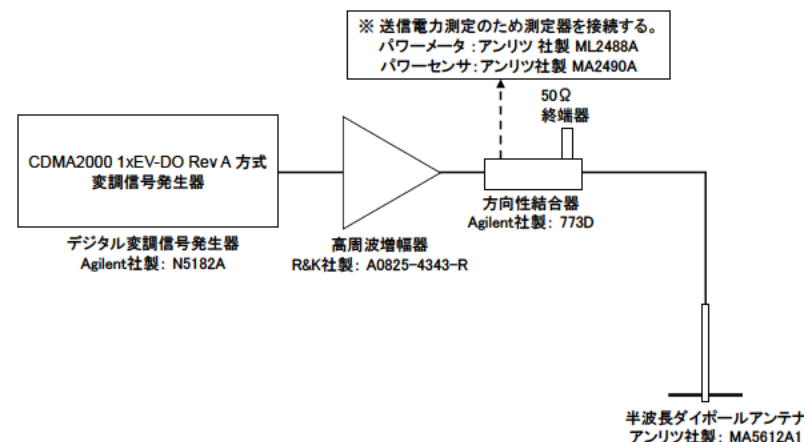 ※ 送信電力測定のため測定器を接続する。
パワーメータ：アンリツ 社製 ML2488A
パワーセンサ：アンリツ社製 MA2490A
50Ω
終端器
CDMA2000 1xEV-DO Rev A 方式
変調信号発生器
方向性結合器
Agilent社製： 773D
デジタル変調信号発生器
Agilent社製： N5182A
高周波増幅器
R&K社製： A0825-4343-R
半波長ダイポールアンテナ
アンリツ社製： MA5612A1